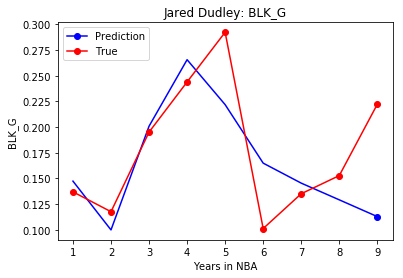 Jared Dudley: BLK_G
Prediction
True
BLK_G
0.300
0.275
0.250
0.225
0.200
0.175
0.150
0.125
0.100
1 2 3 4 5 6 7 8 9
Years in NBA